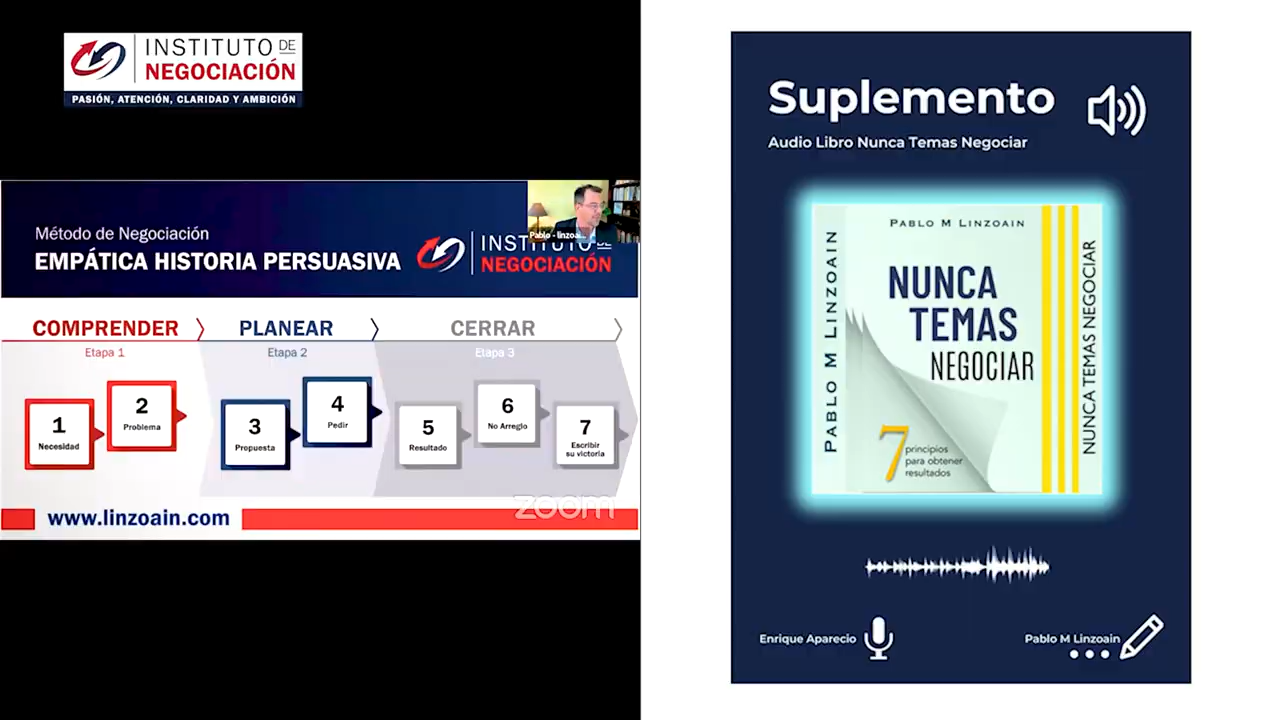 INSTITUTO DE
NEGOCIACIÓN
PASIÓN, ATENCIÓN, CLARIDAD Y AMBICIÓN
Método de Negociación
EMPÁTICA HISTORIA PERSUASIVA
Pablo - linzoai...
INSTITUTO DE
NEGOCIACIÓN
COMPRENDER
PLANEAR
CERRAR
Etapa 1
Etapa 2
Etapa 3
1
Necesidad
2
Problema
3
Propuesta
4
Pedir
5
Resultado
6
No Arreglo
7
Escribir
su victoria
zoom
www.linzoain.com
Suplemento
Audio Libro Nunca Temas Negociar
PABLO M LINZOAIN
PABLO M LINZOAIN
NUNCA
TEMAS
NEGOCIAR
7 principios
para obtener
resultados
NUNCA TEMAS NEGOCIAR
Enrique Aparecio
Pablo M Linzoain